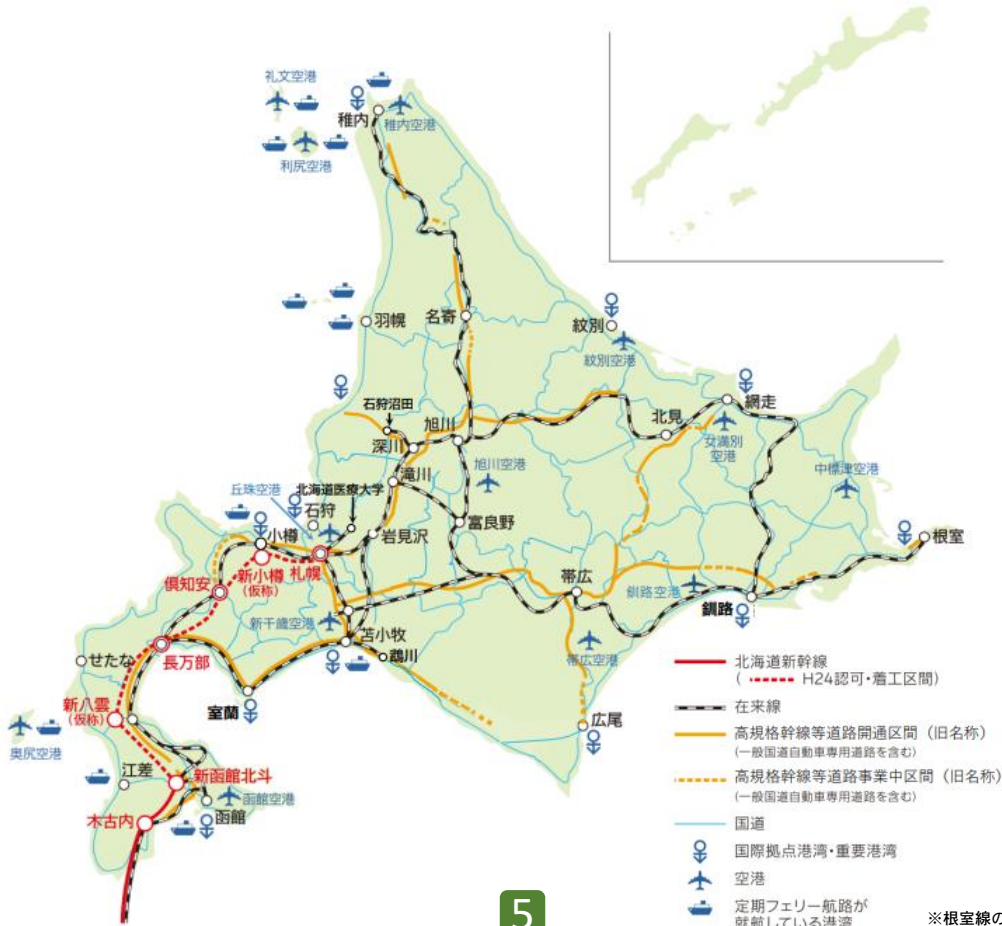 礼文空港
稚内
稚内空港
利尻空港
羽幌
名寄
紋別
紋別空港
石狩沼田
旭川
北見
網走
女満別
空港
深川
旭川空港
中標津空港
滝川
丘珠空港
北海道医療大学
石狩
小樽
岩見沢
富良野
根室
新小樽
(仮称)
札幌
倶知安
帯広
釧路空港
釧路
新千歳空港
苫小牧
鵡川
帯広空港
せたな
長万部
新八雲
(仮称)
室蘭
広尾
奥尻空港
江差
新函館北斗
函館空港
函館
木古内
北海道新幹線
( H24認可・着工区間)
在来線
高規格幹線等道路開通区間(旧名称)
(一般国道自動車専用道路を含む)
高規格幹線等道路事業中区間(旧名称)
(一般国道自動車専用道路を含む)
国道
国際拠点港湾・重要港湾
空港
定期フェリー航路が
就航している港湾
5
※根室線の